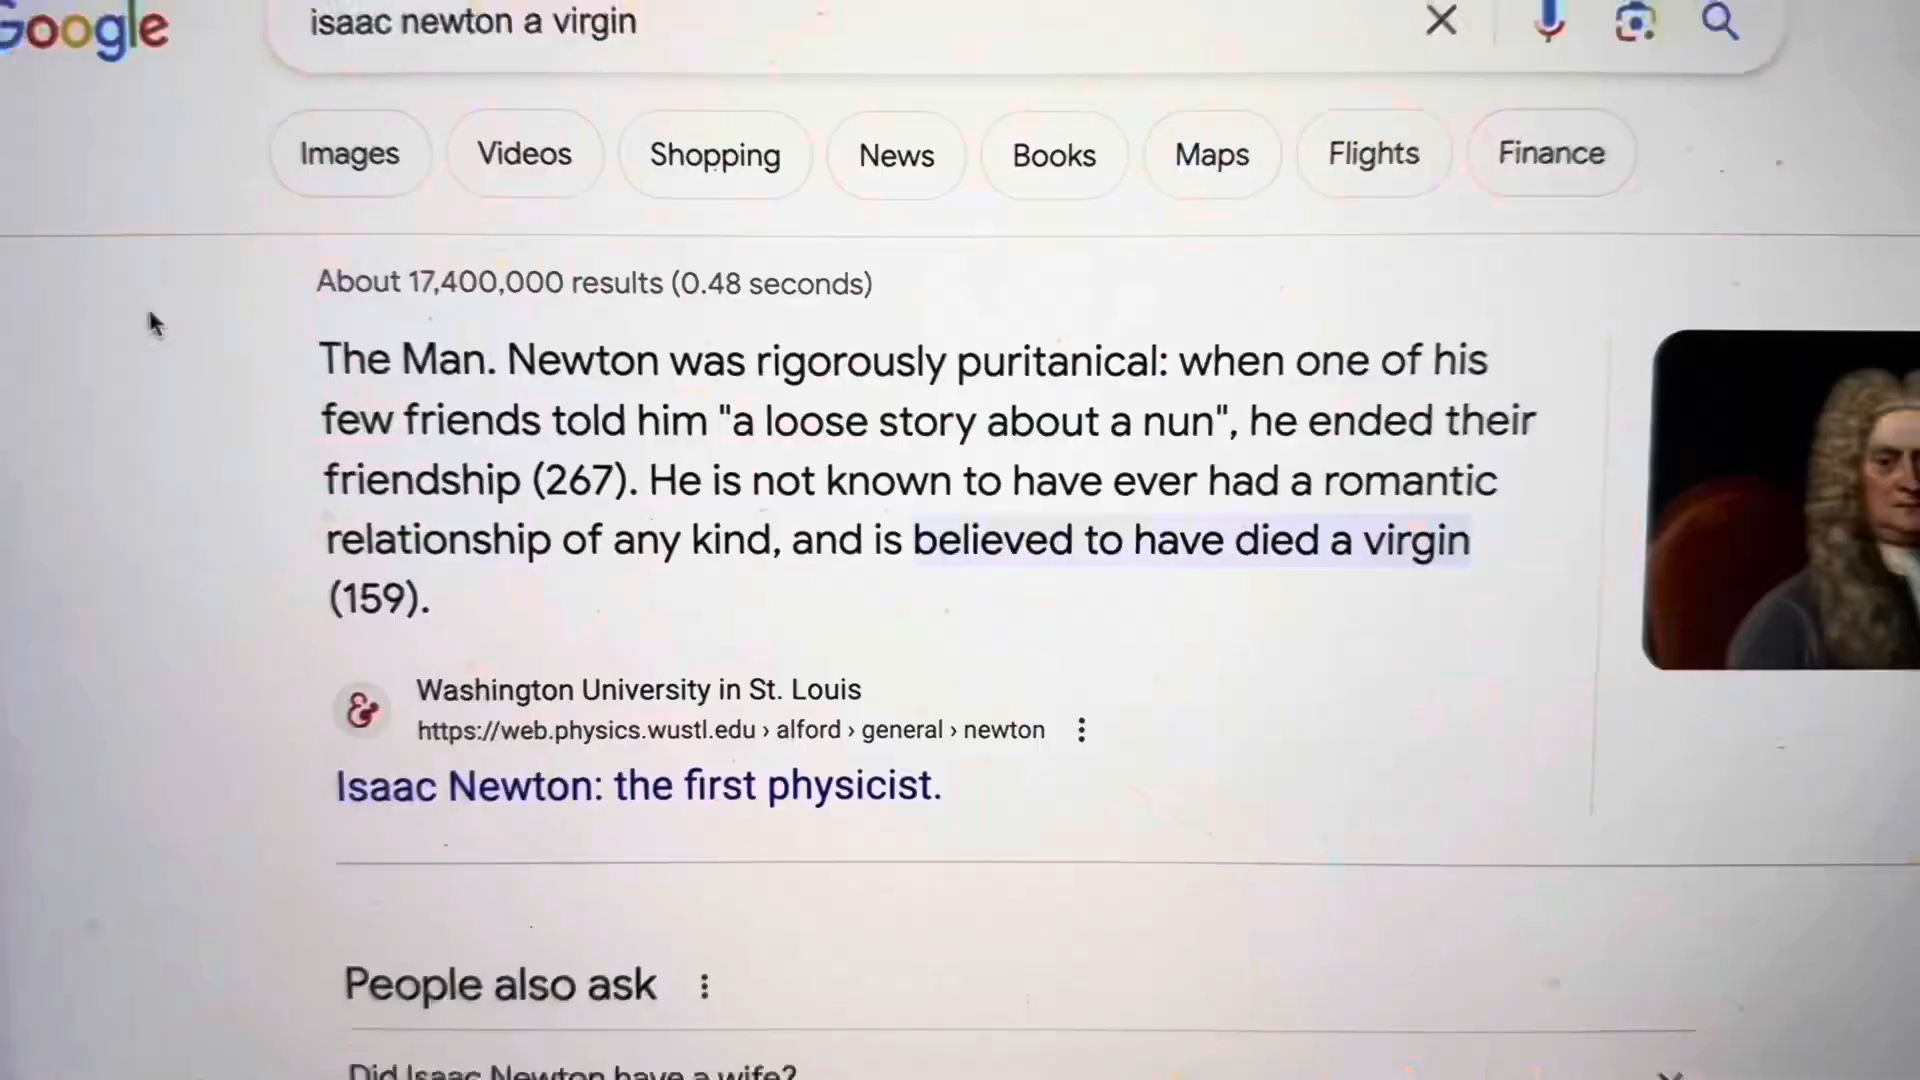 Google
isaac newton a virgin
Images Videos Shopping News Books Maps Flights Finance
About 17,400,000 results (0.48 seconds)
The Man. Newton was rigorously puritanical: when one of his
few friends told him "a loose story about a nun", he ended their
friendship (267). He is not known to have ever had a romantic
relationship of any kind, and is believed to have died a virgin
(159).
Washington University in St. Louis
https://web.physics.wustl.edu › alford › general › newton
Isaac Newton: the first physicist.
People also ask
Did Isaac Newton have a wife?